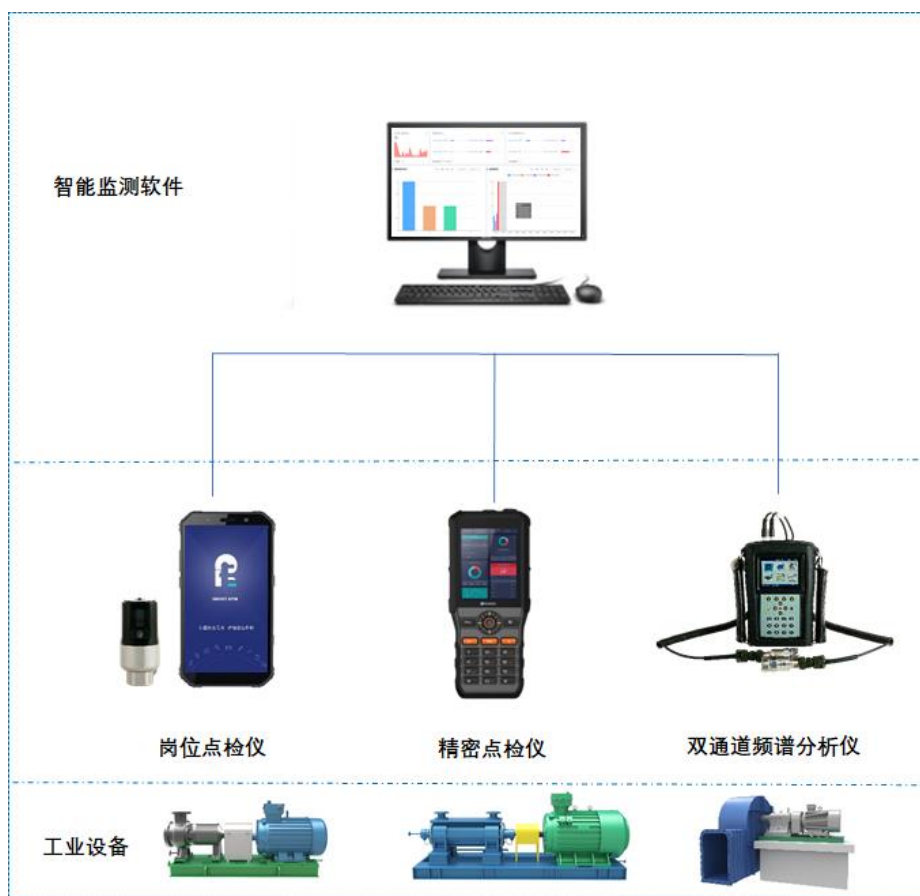 智能监测软件
岗位点检仪
精密点检仪
双通道频谱分析仪
工业设备